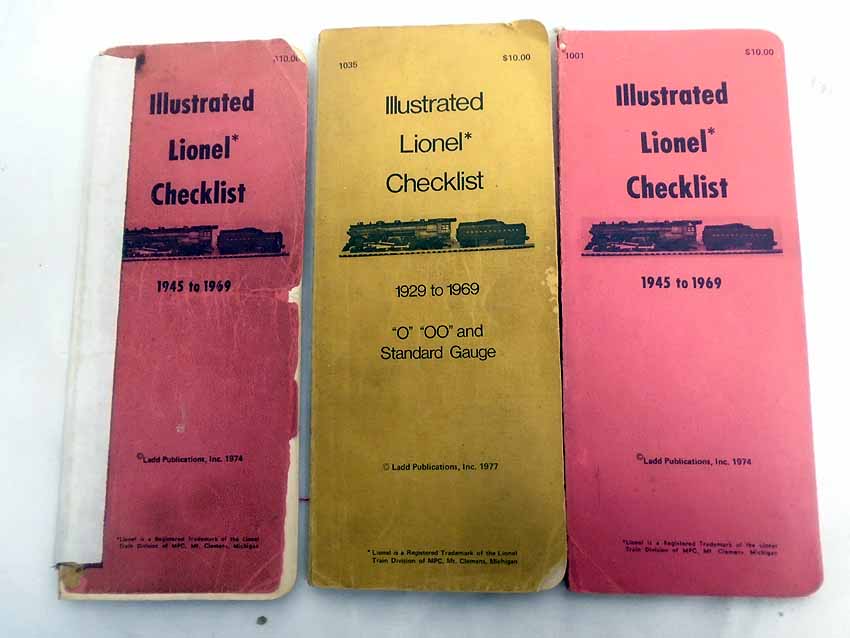 $10.00
Illustrated
Lionel*
Checklist
1945 to 1969
©Ladd Publications, Inc. 1974
*Lionel is a Registered Trademark of the Lionel
Train Division of MPC, Mt. Clemens, Michigan
1035
$10.00
Illustrated
Lionel*
Checklist
1929 to 1969
"O" "OO" and
Standard Gauge
© Ladd Publications, Inc. 1977
* Lionel is a Registered Trademark of the Lionel
Train Division of MPC, Mt. Clemens, Michigan
1001
$10.00
Illustrated
Lionel*
Checklist
1945 to 1969
©Ladd Publications, Inc. 1974
*Lionel is a Registered Trademark of the Lionel
Train Division of MPC, Mt. Clemens, Michigan